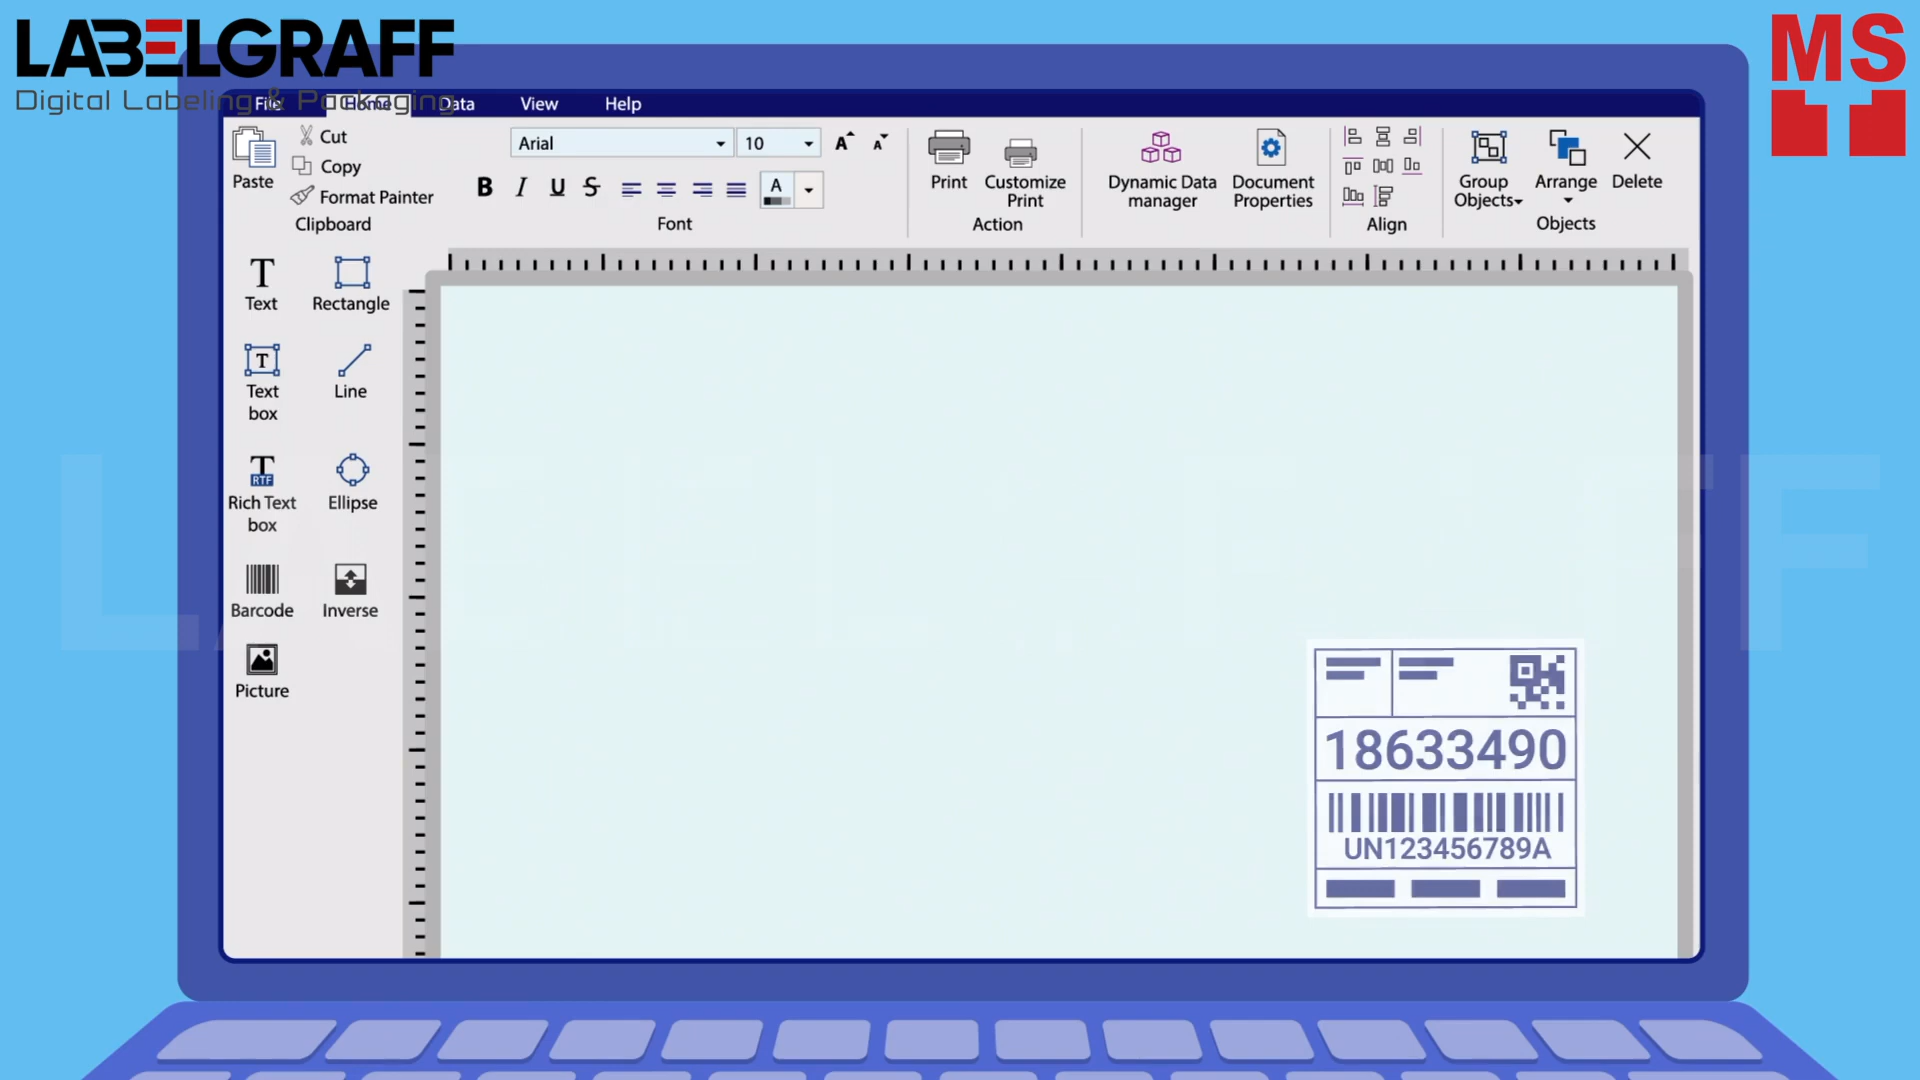 LABELGRAFF
Digital Labeling & Packaging
MS
File Home Data View Help
Paste
Cut
Copy
Format Painter
Clipboard
Arial 10 A A
B I U S A
Font
Print
Customize
Print
Action
Dynamic Data
manager
Document
Properties
Align
Group
Objects
Arrange
Delete
Objects
T
Text
Rectangle
T
Text
box
Line
T
RTF
Rich Text
box
Ellipse
Barcode
Inverse
Picture
18633490
UN123456789A